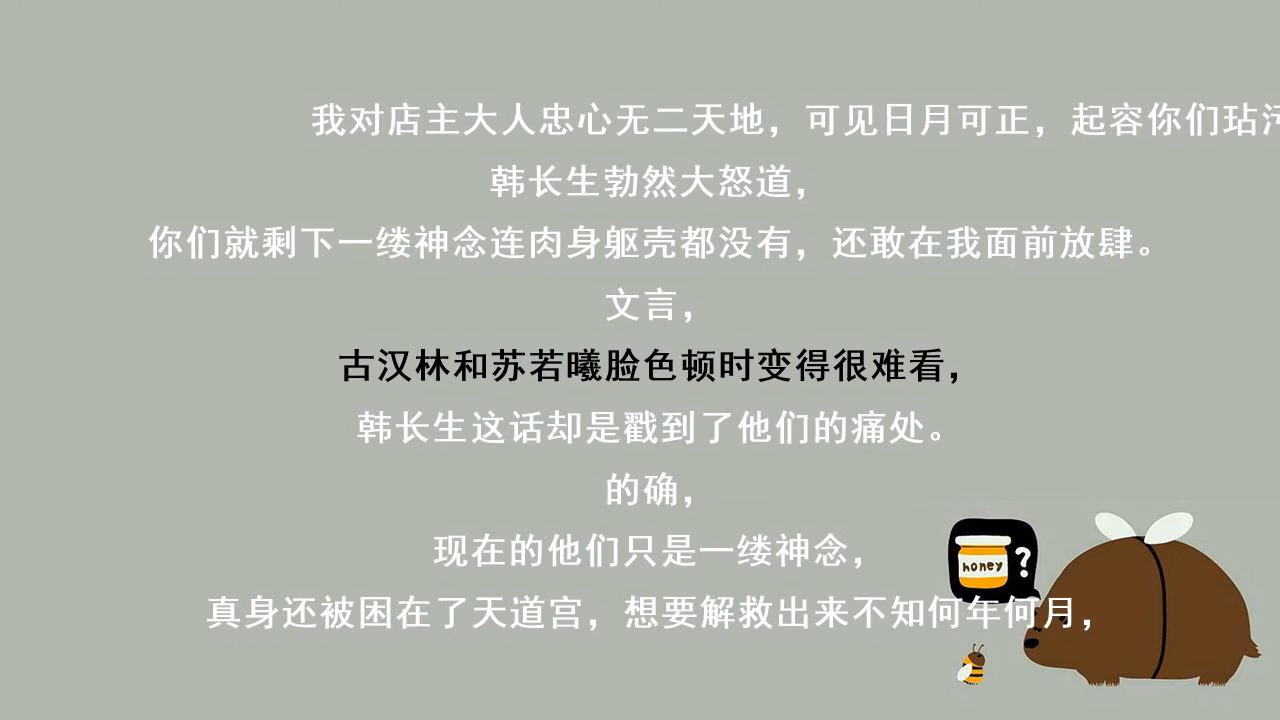 我对店主大人忠心无二天地，可见日月可正，起容你们玷污
韩长生勃然大怒道，
你们就剩下一缕神念连肉身躯壳都没有，还敢在我面前放肆。
文言，
古汉林和苏若曦脸色顿时变得很难看，
韩长生这话却是戳到了他们的痛处。
的确，
现在的他们只是一缕神念，
honey ?
真身还被困在了天道宫，想要解救出来不知何年何月，